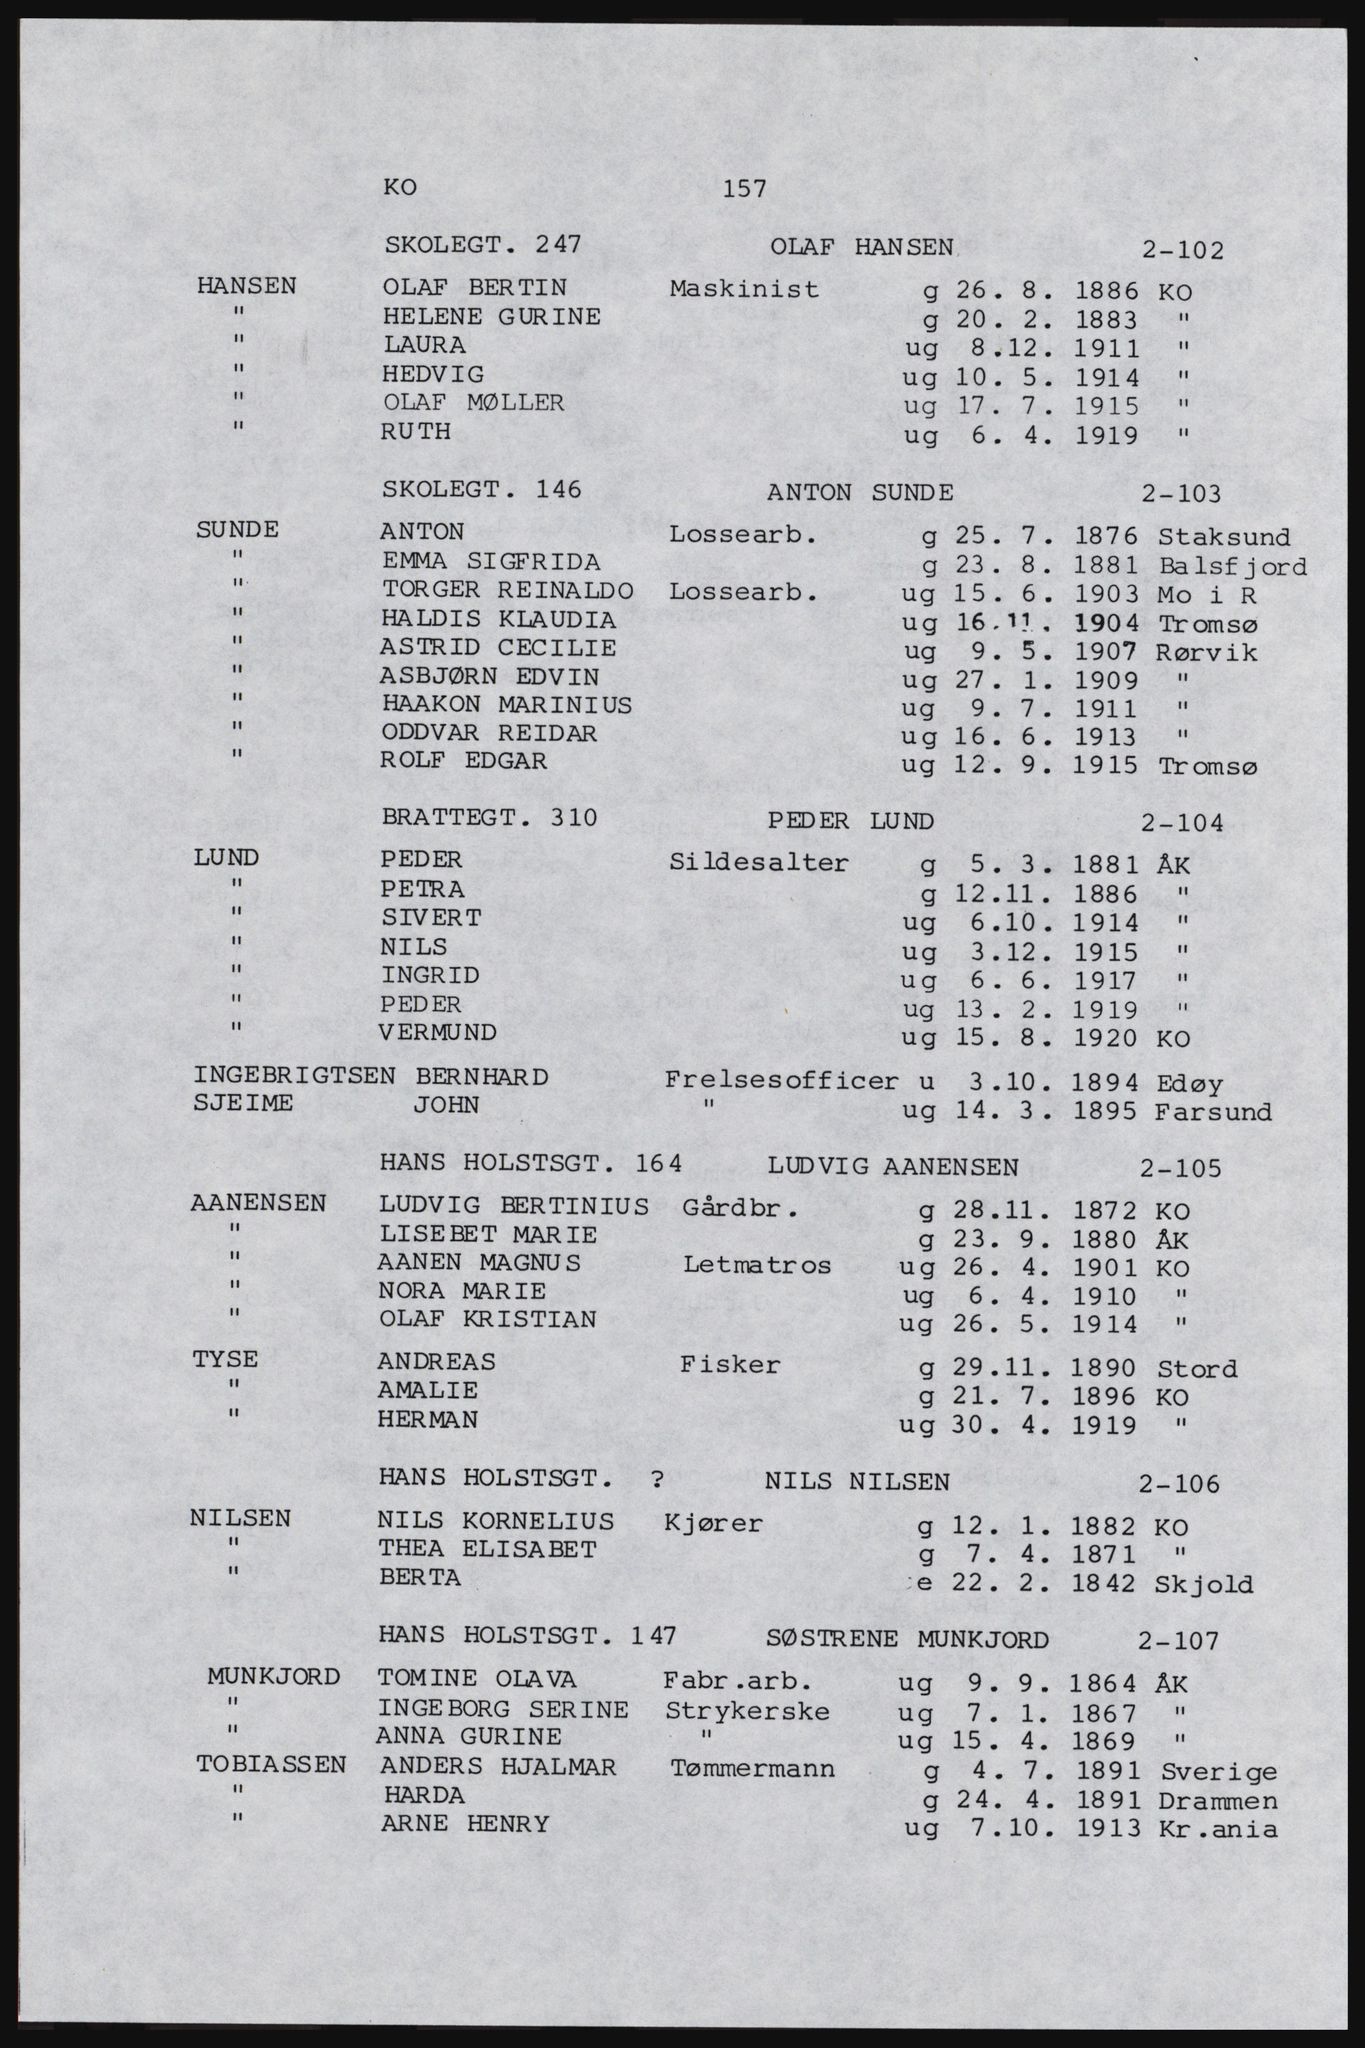 KO 157
SKOLEGT. 247 OLAF HANSEN 2-102
HANSEN OLAF BERTIN Maskinist g 26. 8. 1886 KO
" HELENE GURINE g 20. 2. 1883 "
" LAURA ug 8.12. 1911 "
" HEDVIG ug 10. 5. 1914 "
" OLAF MØLLER ug 17. 7. 1915 "
" RUTH ug 6. 4. 1919 "
SKOLEGT. 146 ANTON SUNDE 2-103
SUNDE ANTON Lossearb. g 25. 7. 1876 Staksund
" EMMA SIGFRIDA g 23. 8. 1881 Balsfjord
" TORGER REINALDO Lossearb. ug 15. 6. 1903 Mo i R
" HALDIS KLAUDIA ug 16.11. 1904 Tromsø
" ASTRID CECILIE ug 9. 5. 1907 Rørvik
" ASBJØRN EDVIN ug 27. 1. 1909 "
" HAAKON MARINIUS ug 9. 7. 1911 "
" ODDVAR REIDAR ug 16. 6. 1913 "
" ROLF EDGAR ug 12. 9. 1915 Tromsø
BRATTEGT. 310 PEDER LUND 2-104
LUND PEDER Sildesalter g 5. 3. 1881 ÅK
" PETRA g 12.11. 1886 "
" SIVERT ug 6.10. 1914 "
" NILS ug 3.12. 1915 "
" INGRID ug 6. 6. 1917 "
" PEDER ug 13. 2. 1919 "
" VERMUND ug 15. 8. 1920 KO
INGEBRIGTSEN BERNHARD Frelsesofficer u 3.10. 1894 Edøy
SJEIME JOHN " ug 14. 3. 1895 Farsund
HANS HOLSTSGT. 164 LUDVIG AANENSEN 2-105
AANENSEN LUDVIG BERTINIUS Gårdbr. g 28.11. 1872 KO
" LISEBET MARIE g 23. 9. 1880 ÅK
" AANEN MAGNUS Letmatros ug 26. 4. 1901 KO
" NORA MARIE ug 6. 4. 1910 "
" OLAF KRISTIAN ug 26. 5. 1914 "
TYSE ANDREAS Fisker g 29.11. 1890 Stord
" AMALIE g 21. 7. 1896 KO
" HERMAN ug 30. 4. 1919 "
HANS HOLSTSGT. ? NILS NILSEN 2-106
NILSEN NILS KORNELIUS Kjører g 12. 1. 1882 KO
" THEA ELISABET g 7. 4. 1871 "
" BERTA e 22. 2. 1842 Skjold
HANS HOLSTSGT. 147 SØSTRENE MUNKJORD 2-107
MUNKJORD TOMINE OLAVA Fabr.arb. ug 9. 9. 1864 ÅK
" INGEBORG SERINE Strykerske ug 7. 1. 1867 "
" ANNA GURINE " ug 15. 4. 1869 "
TOBIASSEN ANDERS HJALMAR Tømmermann g 4. 7. 1891 Sverige
" HARDA g 24. 4. 1891 Drammen
" ARNE HENRY ug 7.10. 1913 Kr.ania